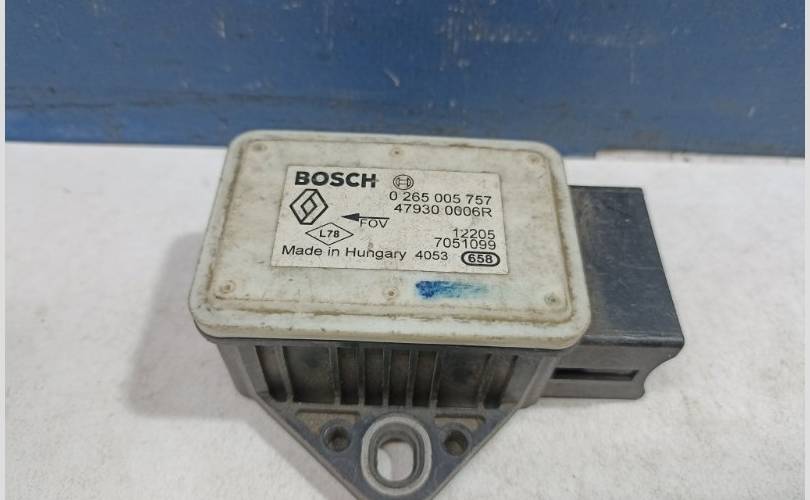 BOSCH
0 265 005 757
47930 0006R
FOV
L78
12205
7051099
Made in Hungary 4053 658